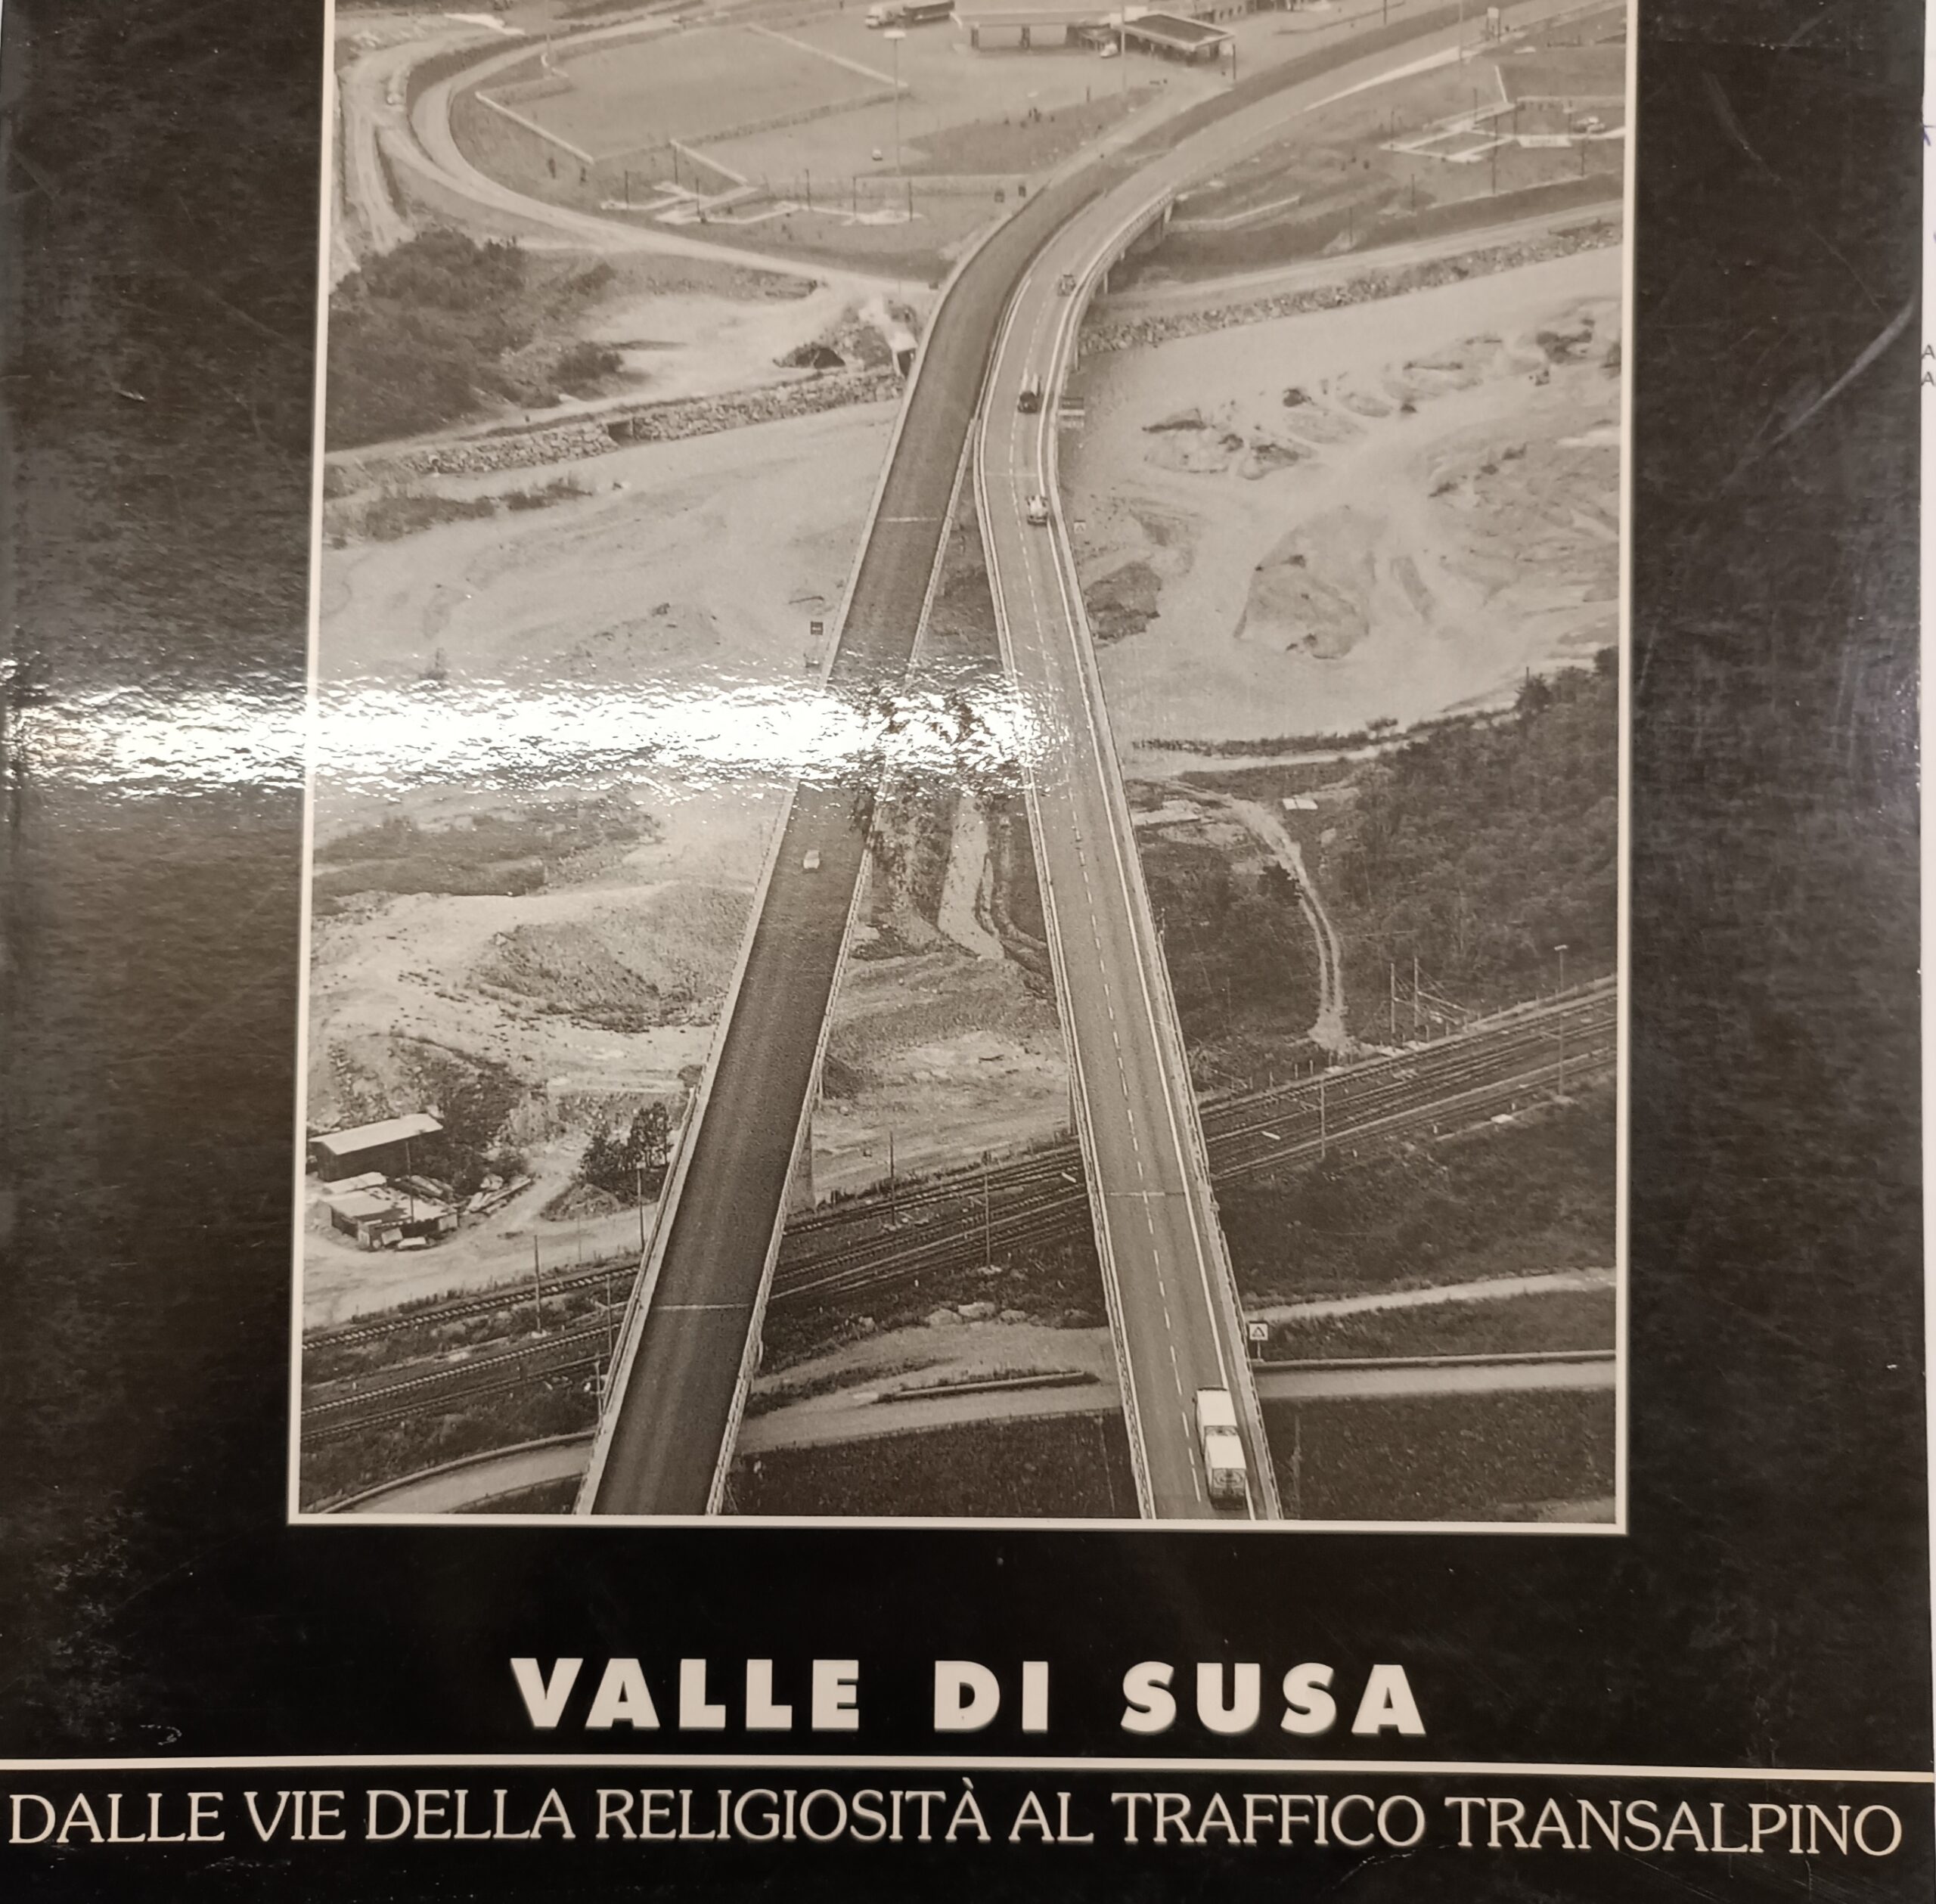 VALLE DI SUSA
DALLE VIE DELLA RELIGIOSITÀ AL TRAFFICO TRANSALPINO